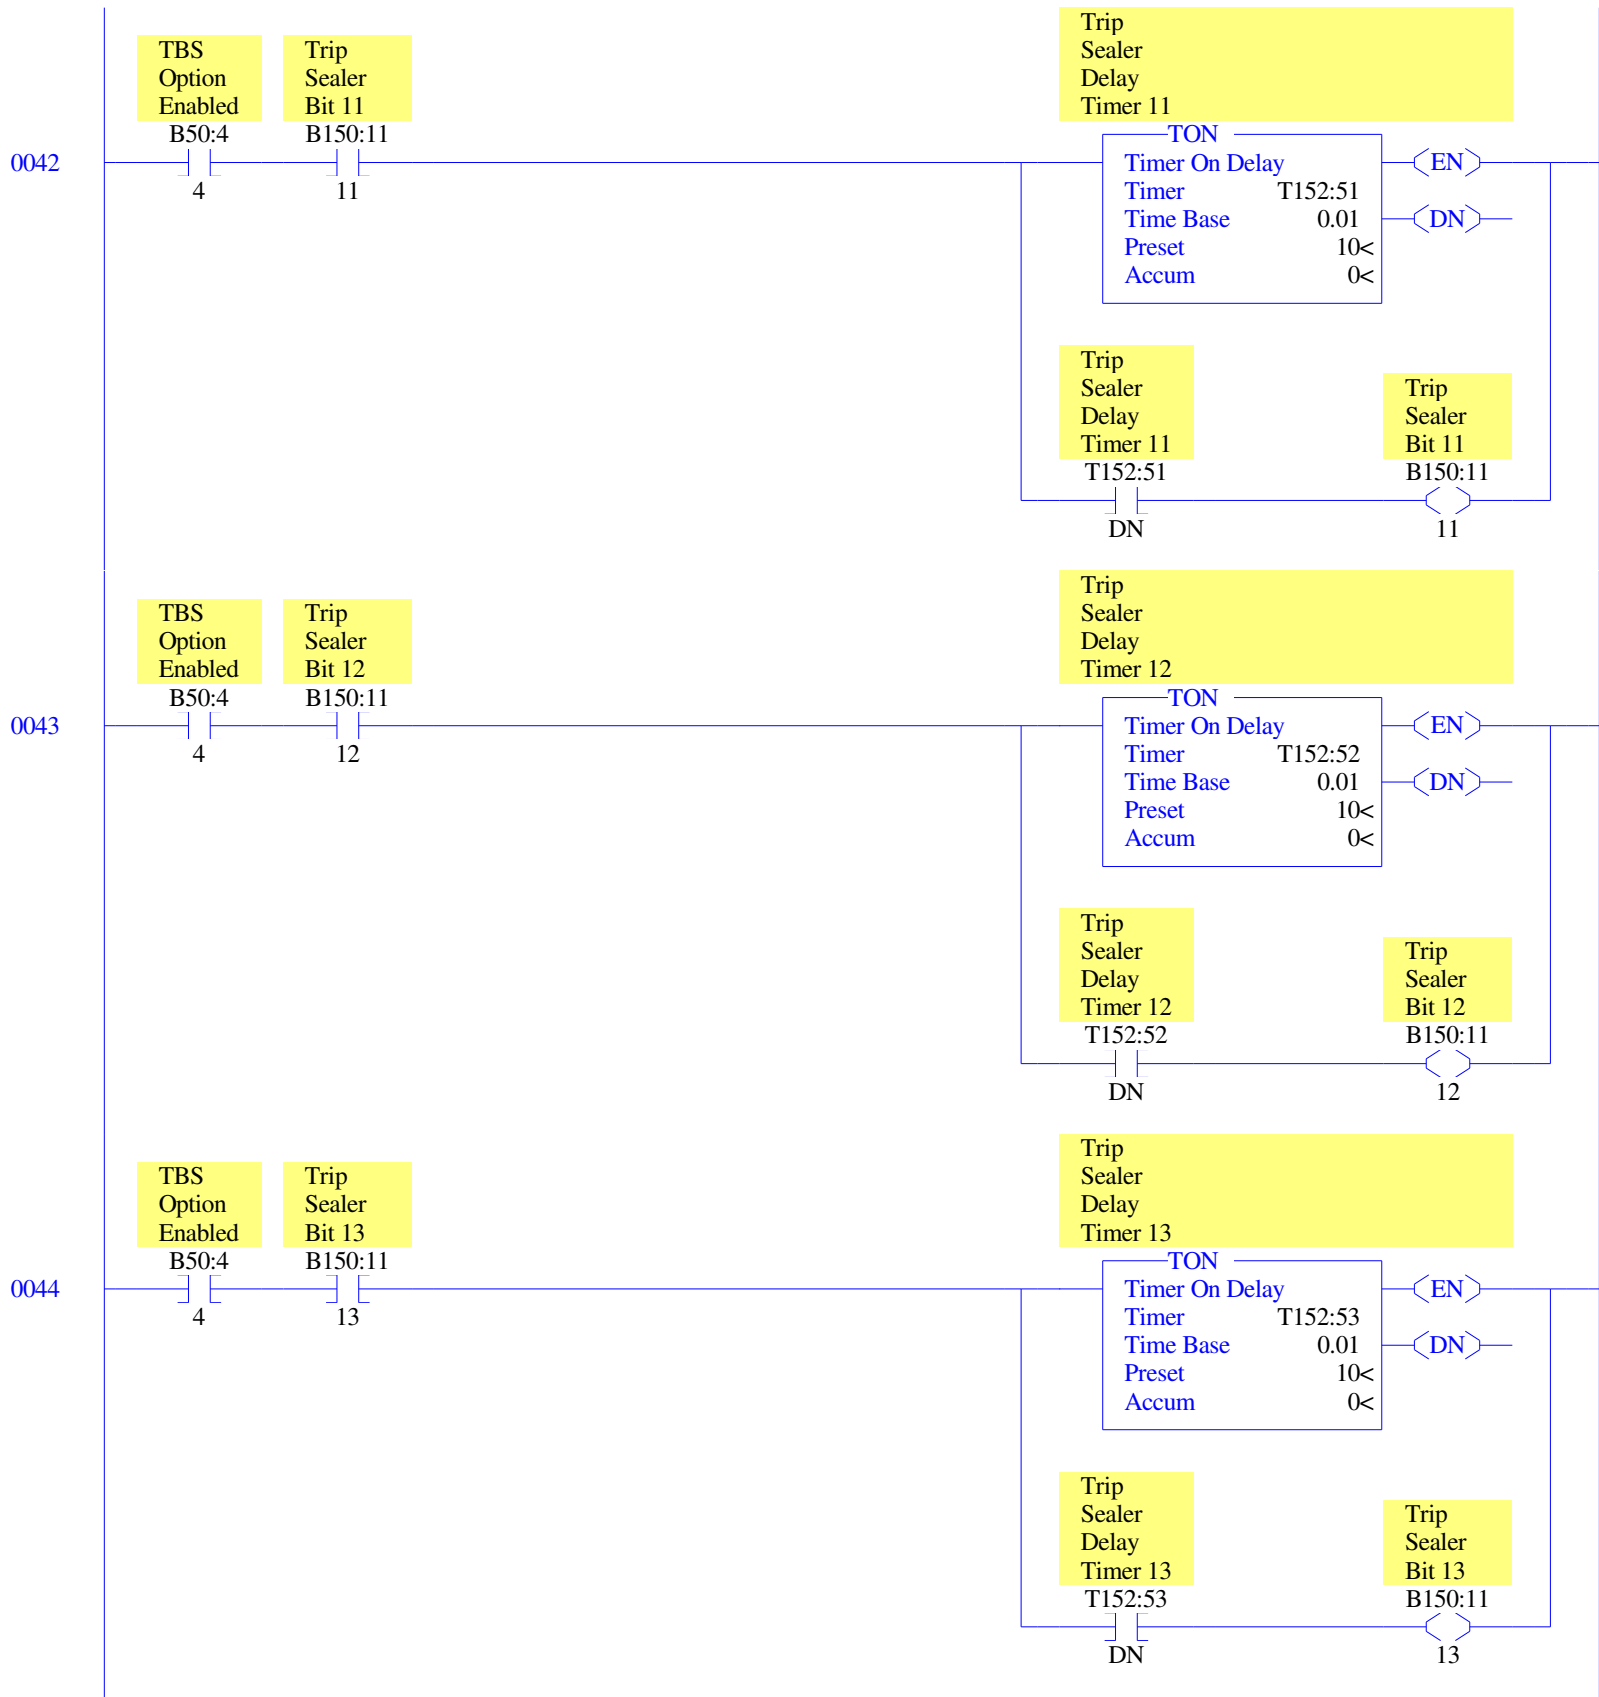 Trip
Sealer
Delay
Timer 11
TBS
Option
Enabled
Trip
Sealer
Bit 11
B50:4
B150:11
TON
0042
4
11
Timer On Delay
Timer T152:51
Time Base 0.01
Preset 10<
Accum 0<
EN
DN
Trip
Sealer
Delay
Timer 11
T152:51
DN
Trip
Sealer
Bit 11
B150:11
11
Trip
Sealer
Delay
Timer 12
TBS
Option
Enabled
Trip
Sealer
Bit 12
B50:4
B150:11
TON
0043
4
12
Timer On Delay
Timer T152:52
Time Base 0.01
Preset 10<
Accum 0<
EN
DN
Trip
Sealer
Delay
Timer 12
T152:52
DN
Trip
Sealer
Bit 12
B150:11
12
Trip
Sealer
Delay
Timer 13
TBS
Option
Enabled
Trip
Sealer
Bit 13
B50:4
B150:11
TON
0044
4
13
Timer On Delay
Timer T152:53
Time Base 0.01
Preset 10<
Accum 0<
EN
DN
Trip
Sealer
Delay
Timer 13
T152:53
DN
Trip
Sealer
Bit 13
B150:11
13